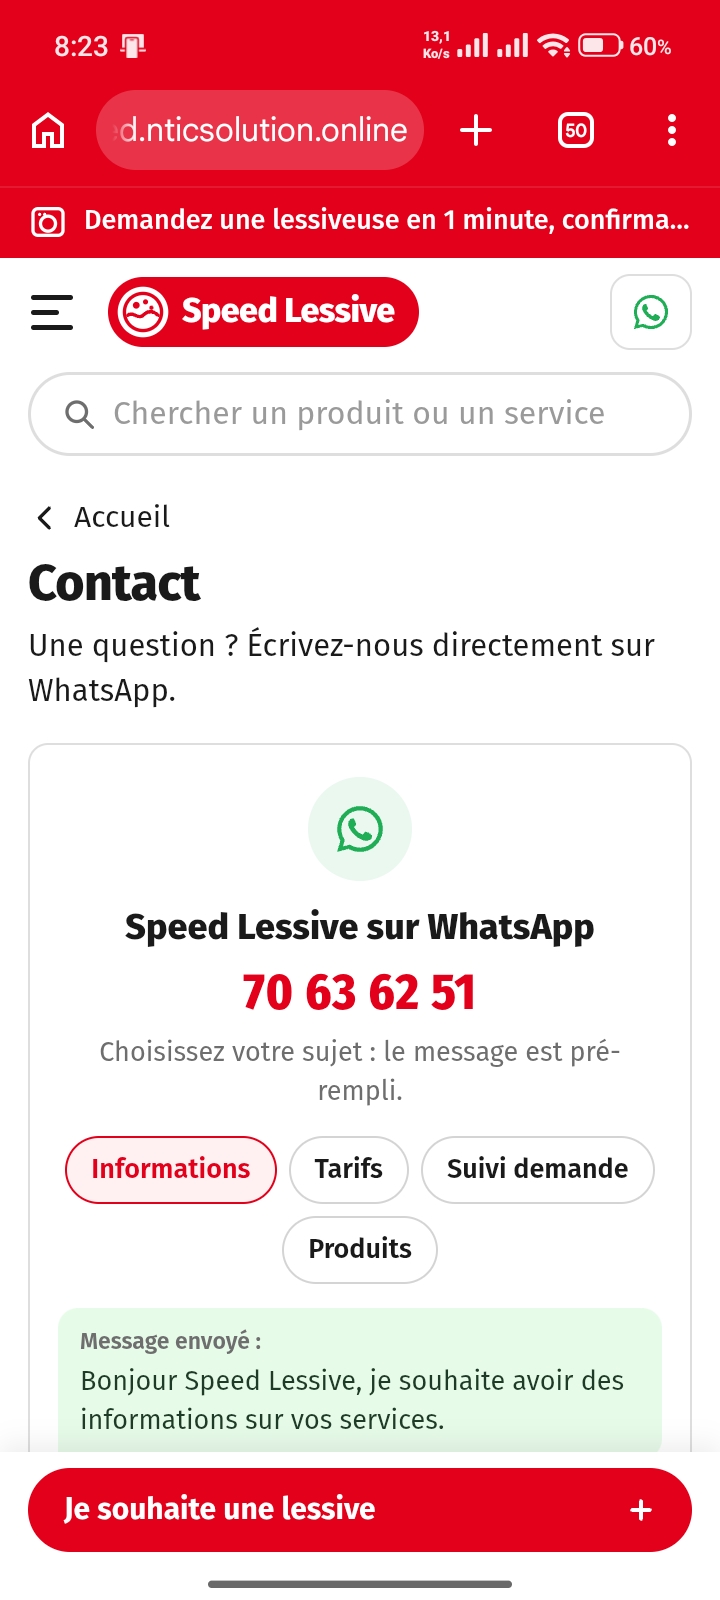 8:23
13,1
Ko/s
60%
d.nticsolution.online
50
Demandez une lessiveuse en 1 minute, confirma...
Speed Lessive
Chercher un produit ou un service
Accueil
Contact
Une question ? Écrivez-nous directement sur
WhatsApp.
Speed Lessive sur WhatsApp
70 63 62 51
Choisissez votre sujet : le message est pré-
rempli.
Informations
Tarifs
Suivi demande
Produits
Message envoyé :
Bonjour Speed Lessive, je souhaite avoir des
informations sur vos services.
Je souhaite une lessive
+